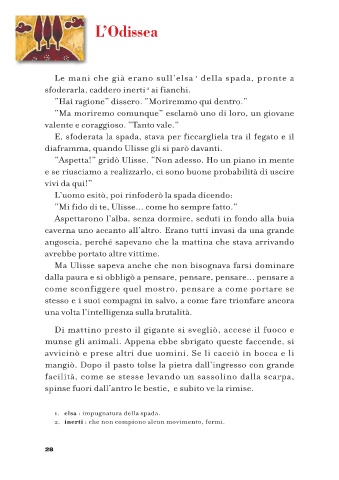 L'Odissea
Le mani che già erano sull'elsa¹ della spada, pronte a
sfoderarla, caddero inerti² ai fianchi.
"Hai ragione" dissero. "Moriremmo qui dentro."
"Ma moriremo comunque" esclamò uno di loro, un giovane
valente e coraggioso. "Tanto vale."
E, sfoderata la spada, stava per ficcargliela tra il fegato e il
diaframma, quando Ulisse gli si parò davanti.
"Aspetta!" gridò Ulisse. "Non adesso. Ho un piano in mente
e se riusciamo a realizzarlo, ci sono buone probabilità di uscire
vivi da qui!"
L'uomo esitò, poi rinfoderò la spada dicendo:
"Mi fido di te, Ulisse... come ho sempre fatto."
Aspettarono l'alba, senza dormire, seduti in fondo alla buia
caverna uno accanto all'altro. Erano tutti invasi da una grande
angoscia, perché sapevano che la mattina che stava arrivando
avrebbe portato altre vittime.
Ma Ulisse sapeva anche che non bisognava farsi dominare
dalla paura e si obbligò a pensare, pensare, pensare... pensare a
come sconfiggere quel mostro, pensare a come portare se
stesso e i suoi compagni in salvo, a come fare trionfare ancora
una volta l'intelligenza sulla brutalità.
Di mattino presto il gigante si svegliò, accese il fuoco e
munse gli animali. Appena ebbe sbrigato queste faccende, si
avvicinò e prese altri due uomini. Se li cacciò in bocca e li
mangiò. Dopo il pasto tolse la pietra dall'ingresso con grande
facilità, come se stesse levando un sassolino dalla scarpa,
spinse fuori dall'antro le bestie, e subito ve la rimise.
1. elsa : impugnatura della spada.
2. inerti : che non compiono alcun movimento, fermi.
28